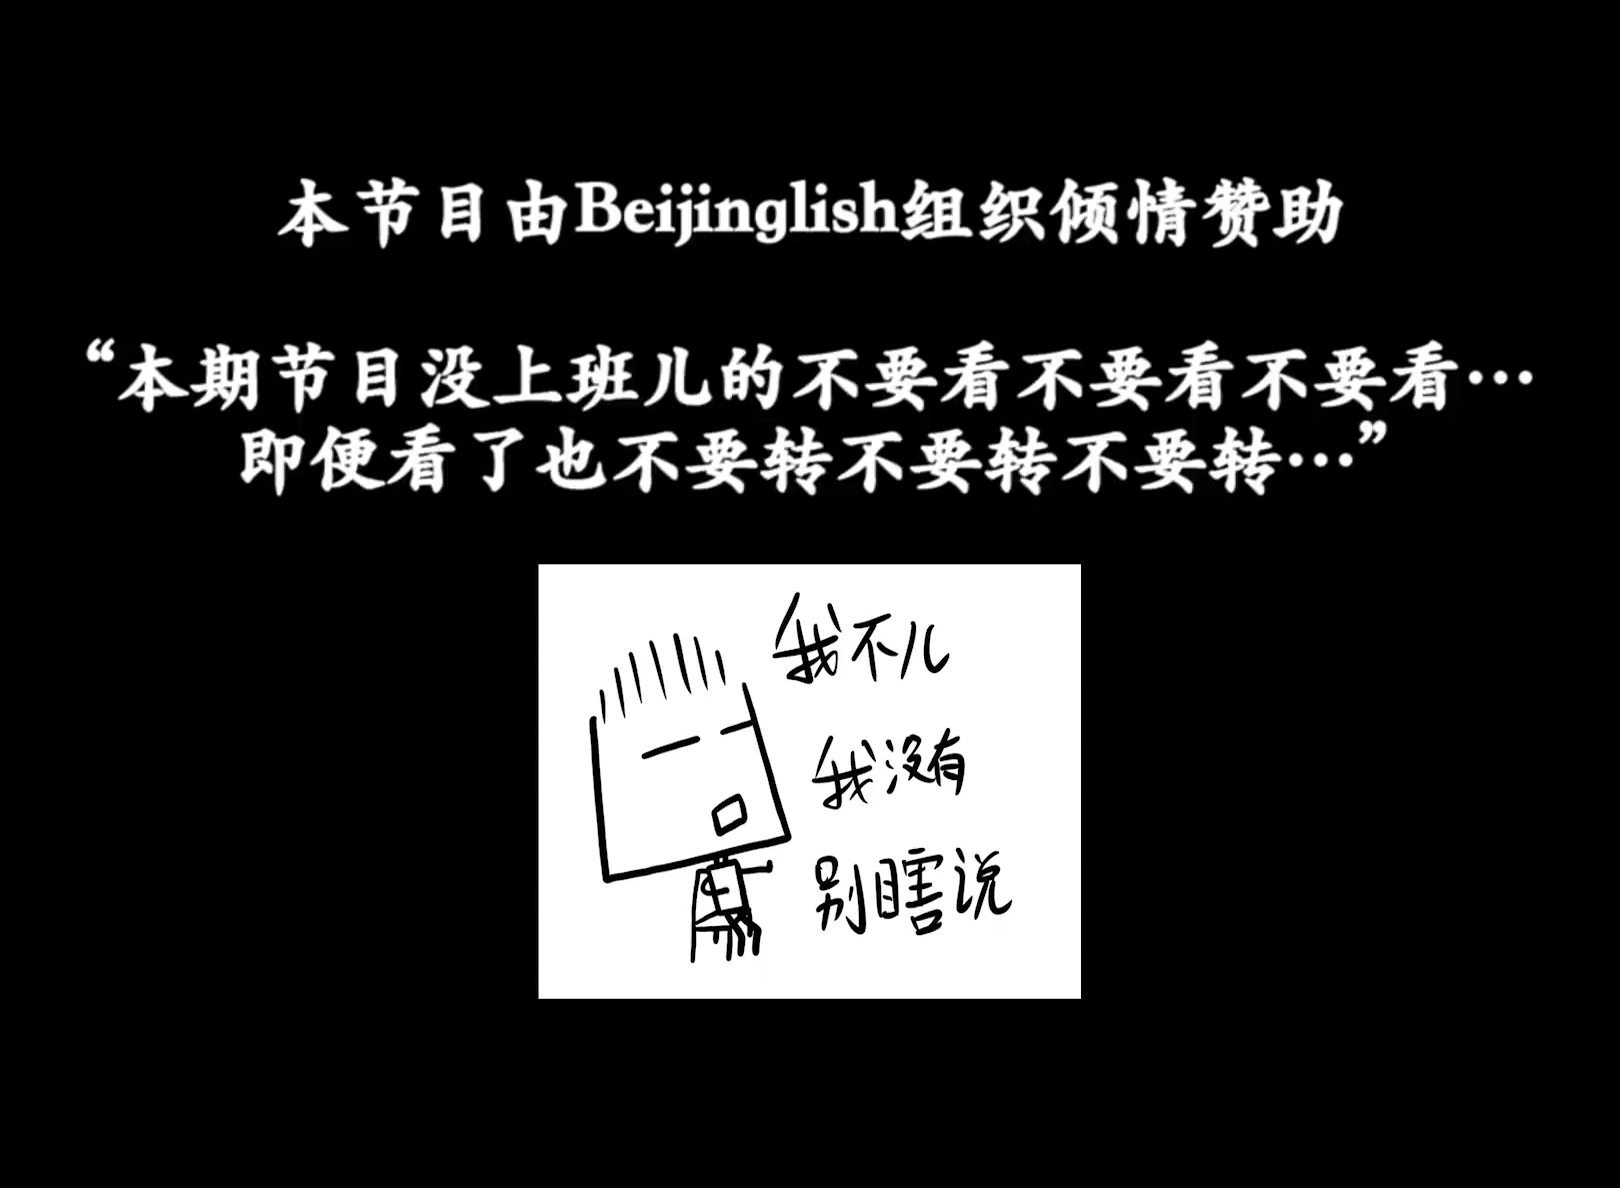 本节目由Beijinglish组织倾情赞助
“本期节目没上班儿的不要看不要看不要看…
即便看了也不要转不要转不要转…”
我不儿
我没有
别瞎说